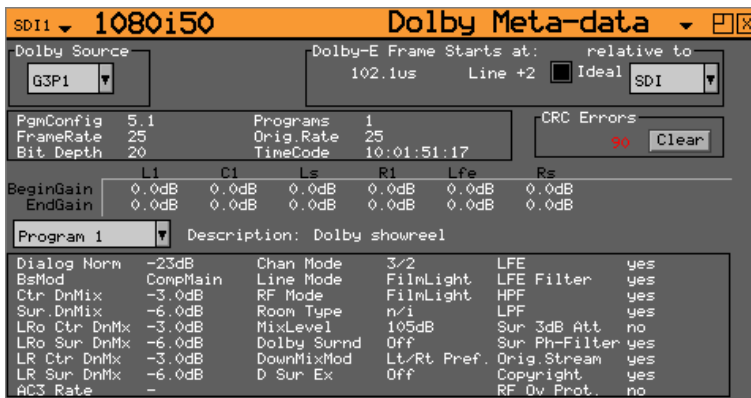 SDI1 1080i50 Dolby Meta-data
Dolby Source Dolby-E Frame Starts at: relative to
G3P1 102.1us Line +2 Ideal SDI
PgmConfig 5.1 Programs 1 CRC Errors
FrameRate 25 Orig.Rate 25 90 Clear
Bit Depth 20 TimeCode 10:01:51:17
L1 C1 Ls R1 Lfe Rs
BeginGain 0.0dB 0.0dB 0.0dB 0.0dB 0.0dB 0.0dB
EndGain 0.0dB 0.0dB 0.0dB 0.0dB 0.0dB 0.0dB
Program 1 Description: Dolby showreel
Dialog Norm -23dB Chan Mode 3/2 LFE yes
BsMod CompMain Line Mode FilmLight LFE Filter yes
Ctr DnMix -3.0dB RF Mode FilmLight HPF yes
Sur.DnMix -6.0dB Room Type n/i LPF yes
LRo Ctr DnMx -3.0dB MixLevel 105dB Sur 3dB Att no
LRo Sur DnMx -6.0dB Dolby Surnd Off Sur Ph-Filter yes
LR Ctr DnMx -3.0dB DownMixMod Lt/Rt Pref. Orig.Stream yes
LR Sur DnMx -6.0dB D Sur Ex Off Copyright yes
AC3 Rate - RF Ov Prot. no